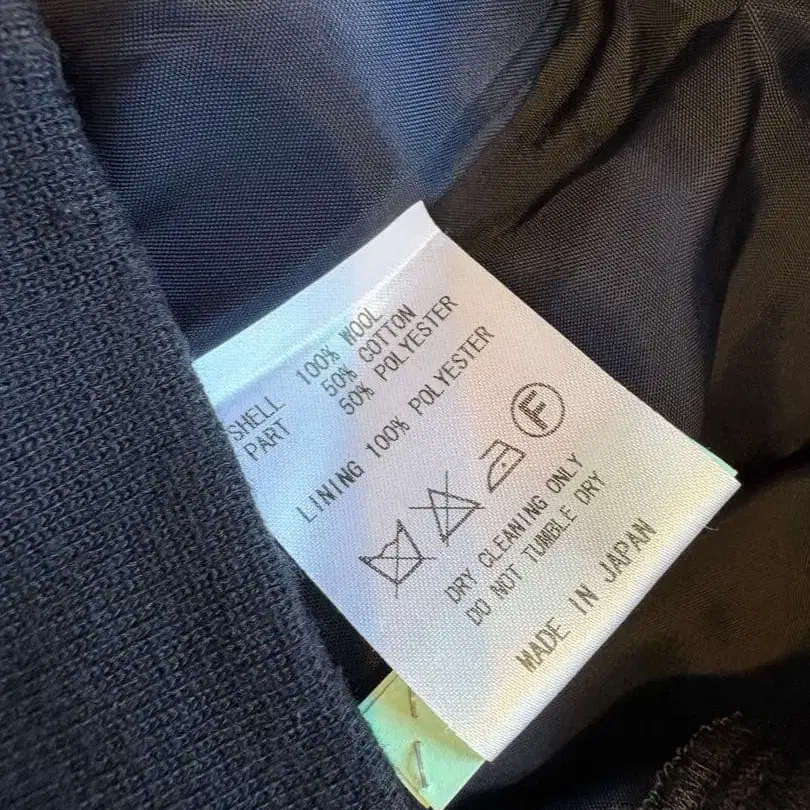 SHELL 100% WOOL
PART 50% COTTON
50% POLYESTER
LINING 100% POLYESTER
F
DRY CLEANING ONLY
DO NOT TUMBLE DRY
MADE IN JAPAN